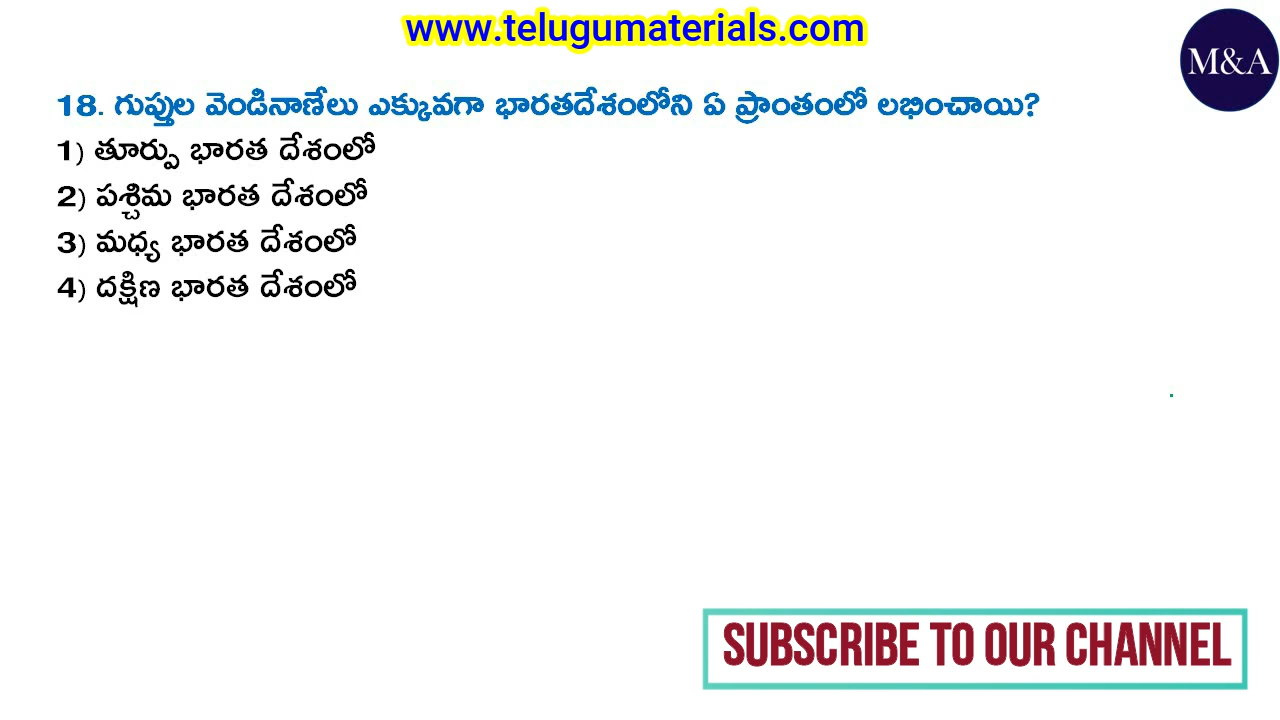 www.telugumaterials.com
M&A
18. గుప్తుల వెండినాణేలు ఎక్కువగా భారతదేశంలోని ఏ ప్రాంతంలో లభించాయి?
1) తూర్పు భారత దేశంలో
2) పశ్చిమ భారత దేశంలో
3) మధ్య భారత దేశంలో
4) దక్షిణ భారత దేశంలో
SUBSCRIBE TO OUR CHANNEL